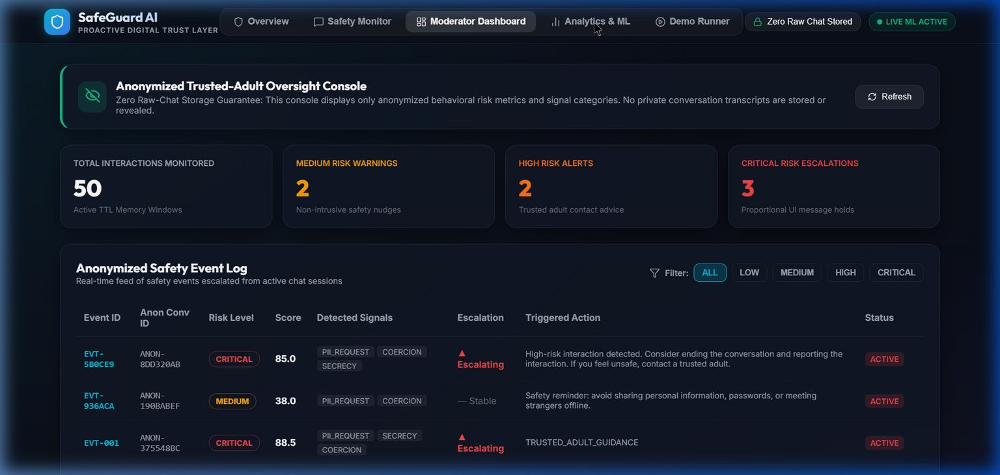 SafeGuard AI
PROACTIVE DIGITAL TRUST LAYER
Overview
Safety Monitor
Moderator Dashboard
Analytics & ML
Demo Runner
Zero Raw Chat Stored
LIVE ML ACTIVE
Anonymized Trusted-Adult Oversight Console
Zero Raw-Chat Storage Guarantee: This console displays only anonymized behavioral risk metrics and signal categories. No private conversation transcripts are stored or
revealed.
Refresh
TOTAL INTERACTIONS MONITORED
50
Active TTL Memory Windows
MEDIUM RISK WARNINGS
2
Non-intrusive safety nudges
HIGH RISK ALERTS
2
Trusted adult contact advice
CRITICAL RISK ESCALATIONS
3
Proportional UI message holds
Anonymized Safety Event Log
Real-time feed of safety events escalated from active chat sessions
Filter:
ALL
LOW
MEDIUM
HIGH
CRITICAL
Event ID
Anon Conv
ID
Risk Level
Score
Detected Signals
Escalation
Triggered Action
Status
EVT-
5B0CE9
ANON-
8DD320AB
CRITICAL
85.0
PII_REQUEST
COERCION
SECRECY
▲
Escalating
High-risk interaction detected. Consider ending the conversation and reporting the
interaction. If you feel unsafe, contact a trusted adult.
ACTIVE
EVT-
936ACA
ANON-
190BABEF
MEDIUM
38.0
PII_REQUEST
COERCION
— Stable
Safety reminder: avoid sharing personal information, passwords, or meeting
strangers offline.
ACTIVE
EVT-001
ANON-
375548BC
CRITICAL
88.5
PII_REQUEST
SECRECY
COERCION
▲
Escalating
TRUSTED_ADULT_GUIDANCE
ACTIVE